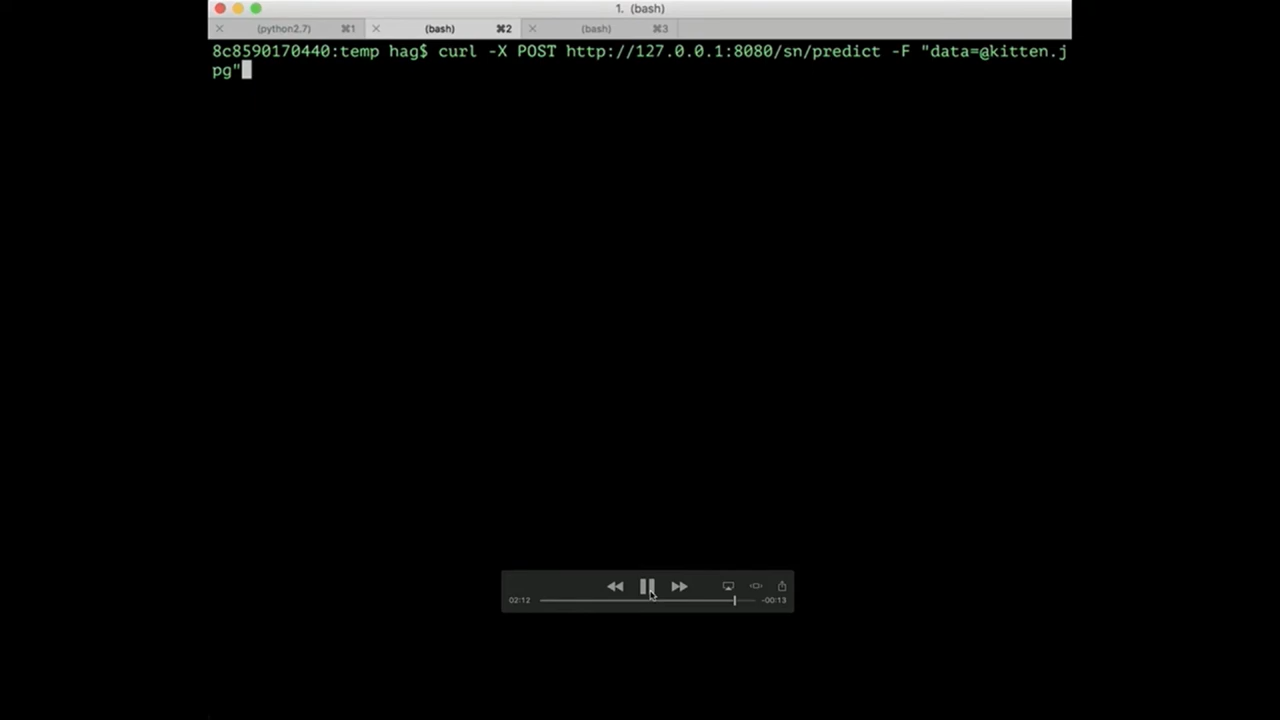 1. (bash)
(python2.7) ⌘1 (bash) ⌘2 (bash) ⌘3
8c8590170440:temp hag$ curl -X POST http://127.0.0.1:8080/sn/predict -F "data=@kitten.j
pg"
02:12 -00:13